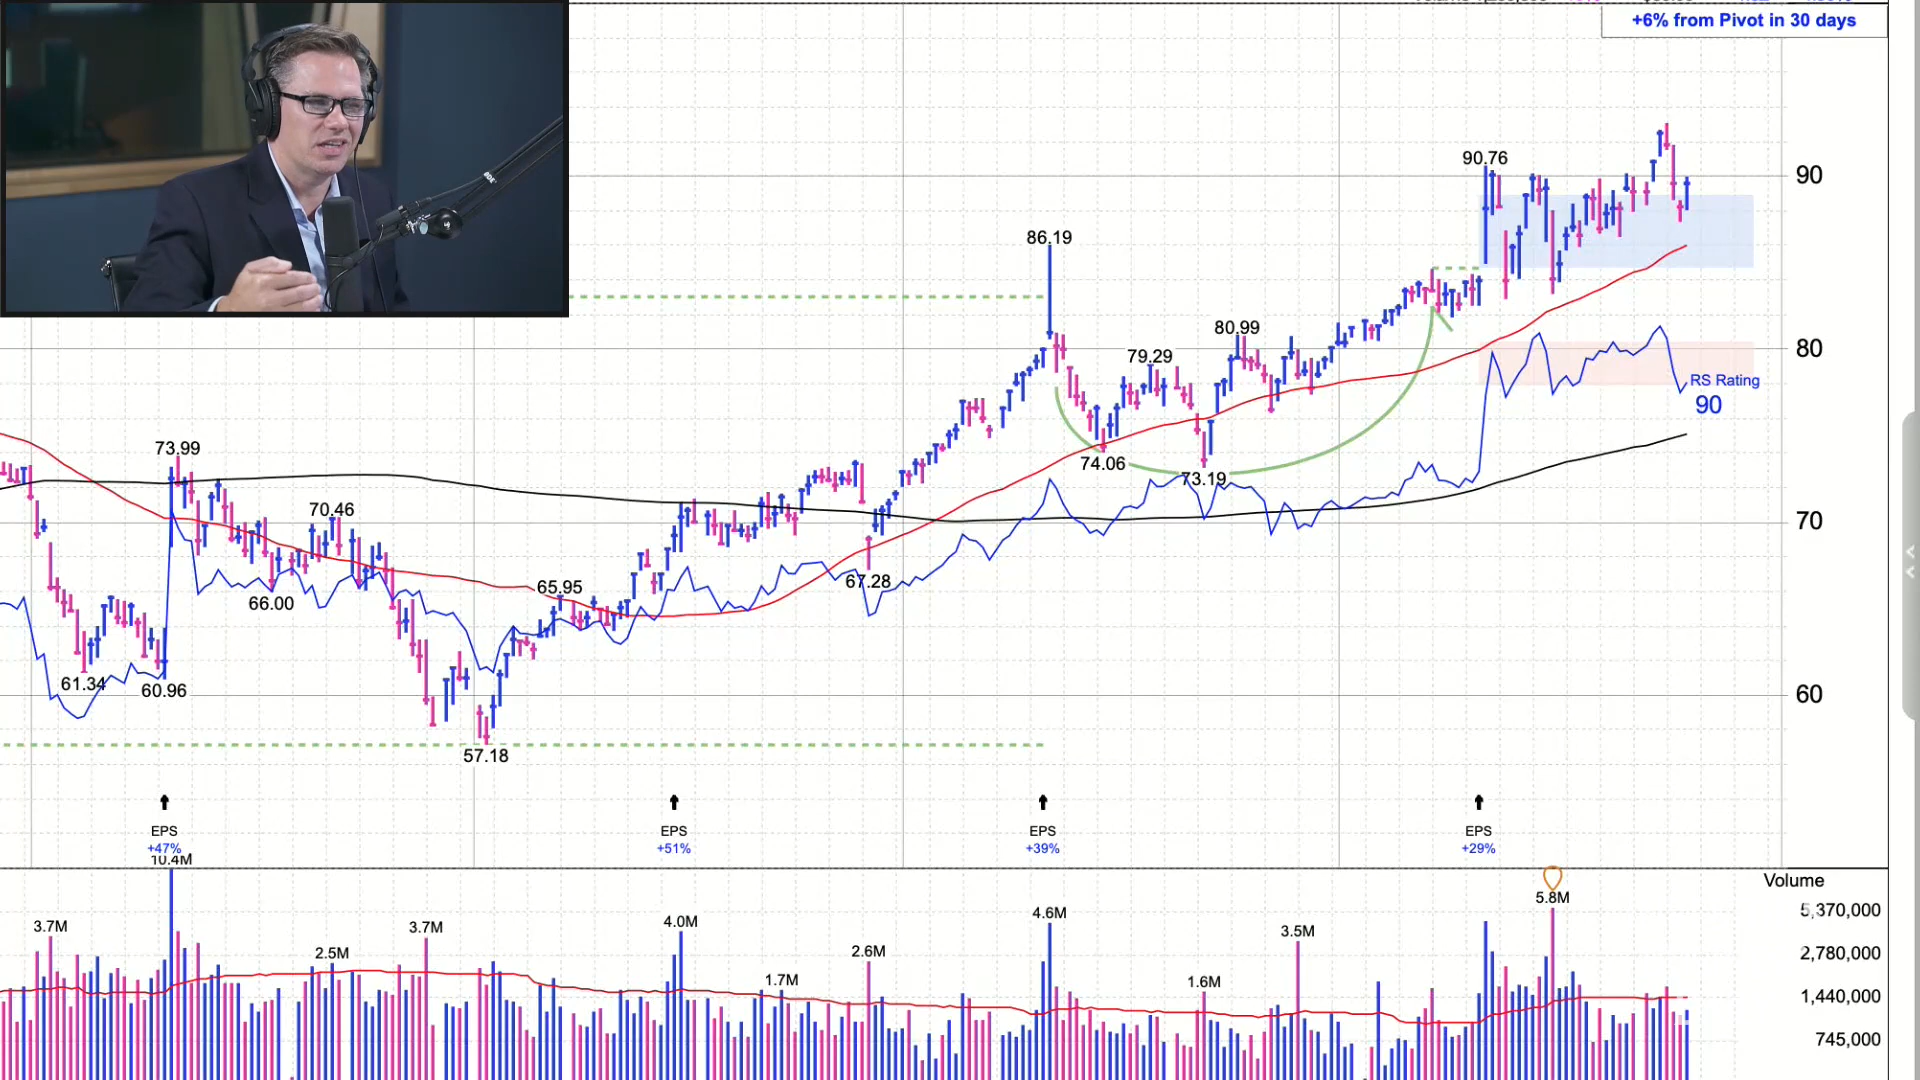 +6% from Pivot in 30 days
90.76
90
86.19
80.99
80
79.29
RS Rating
90
73.99
74.06
73.19
70.46
70
65.95
67.28
66.00
61.34
60.96
60
57.18
EPS
+47%
EPS
+51%
EPS
+39%
EPS
+29%
10.4M
Volume
5.8M
5,370,000
3.7M
3.7M
4.0M
4.6M
3.5M
2.5M
2.6M
2,780,000
1.7M
1.6M
1,440,000
745,000